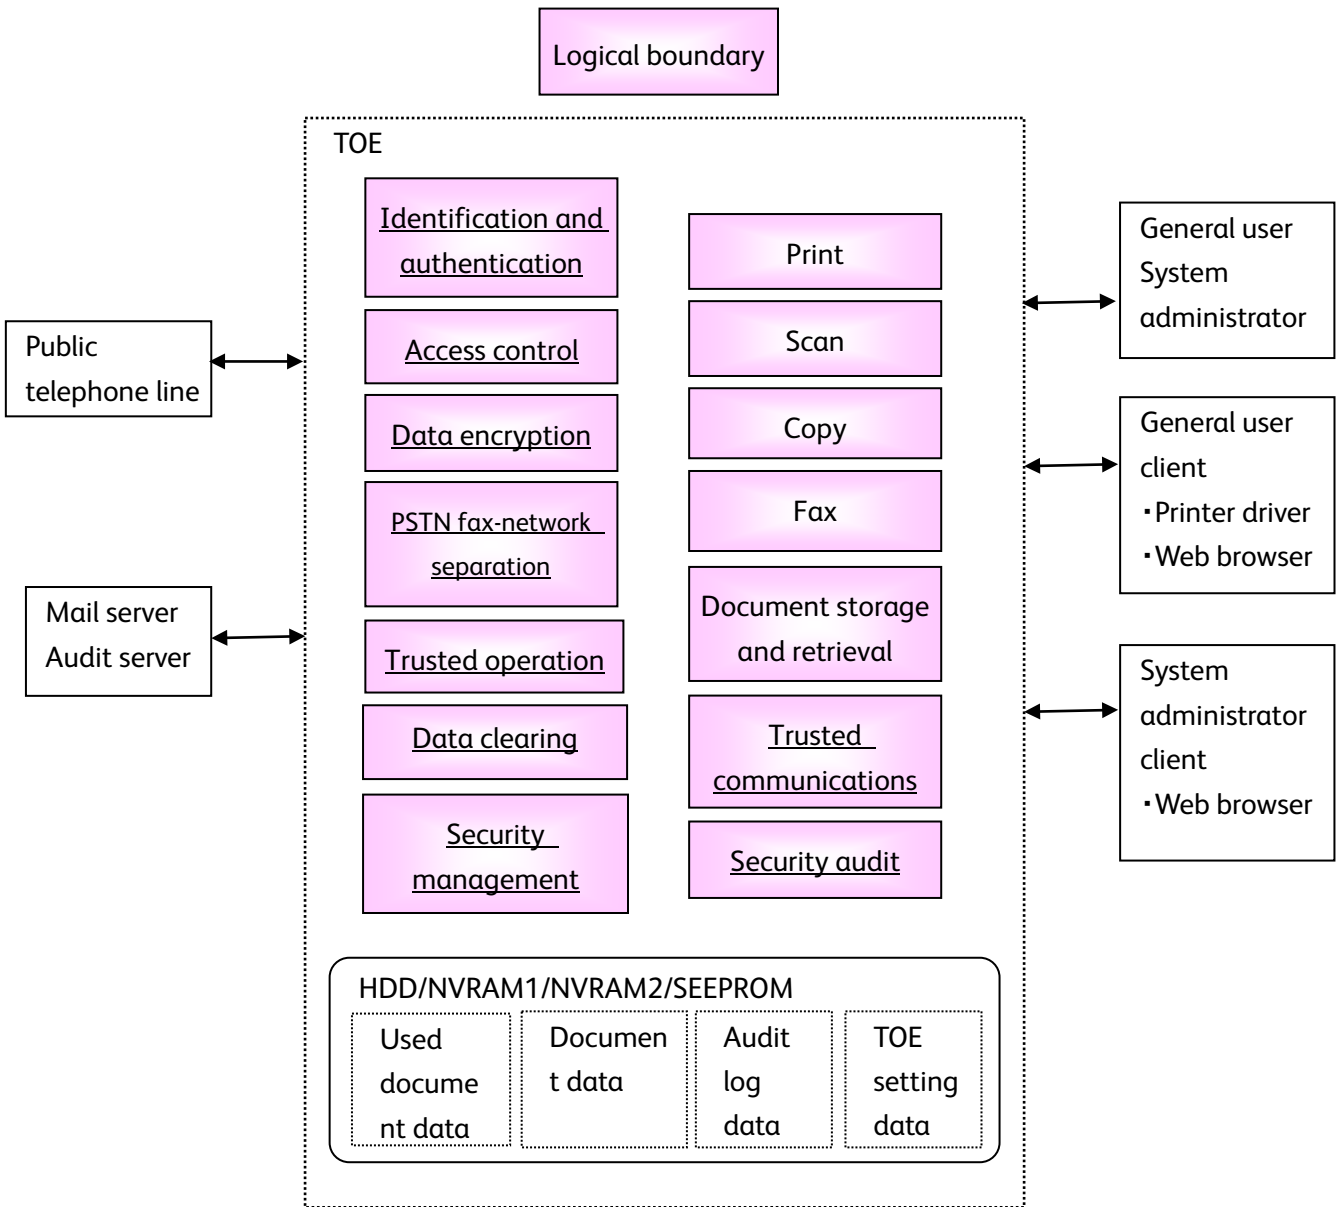 Logical boundary
TOE
Identification and
authentication
Access control
Data encryption
PSTN fax-network
separation
Trusted operation
Data clearing
Security
management
Print
Scan
Copy
Fax
Document storage
and retrieval
Trusted
communications
Security audit
Public
telephone line
Mail server
Audit server
General user
System
administrator
General user
client
・Printer driver
・Web browser
System
administrator
client
・Web browser
HDD/NVRAM1/NVRAM2/SEEPROM
Used
docume
nt data
Documen
t data
Audit
log
data
TOE
setting
data